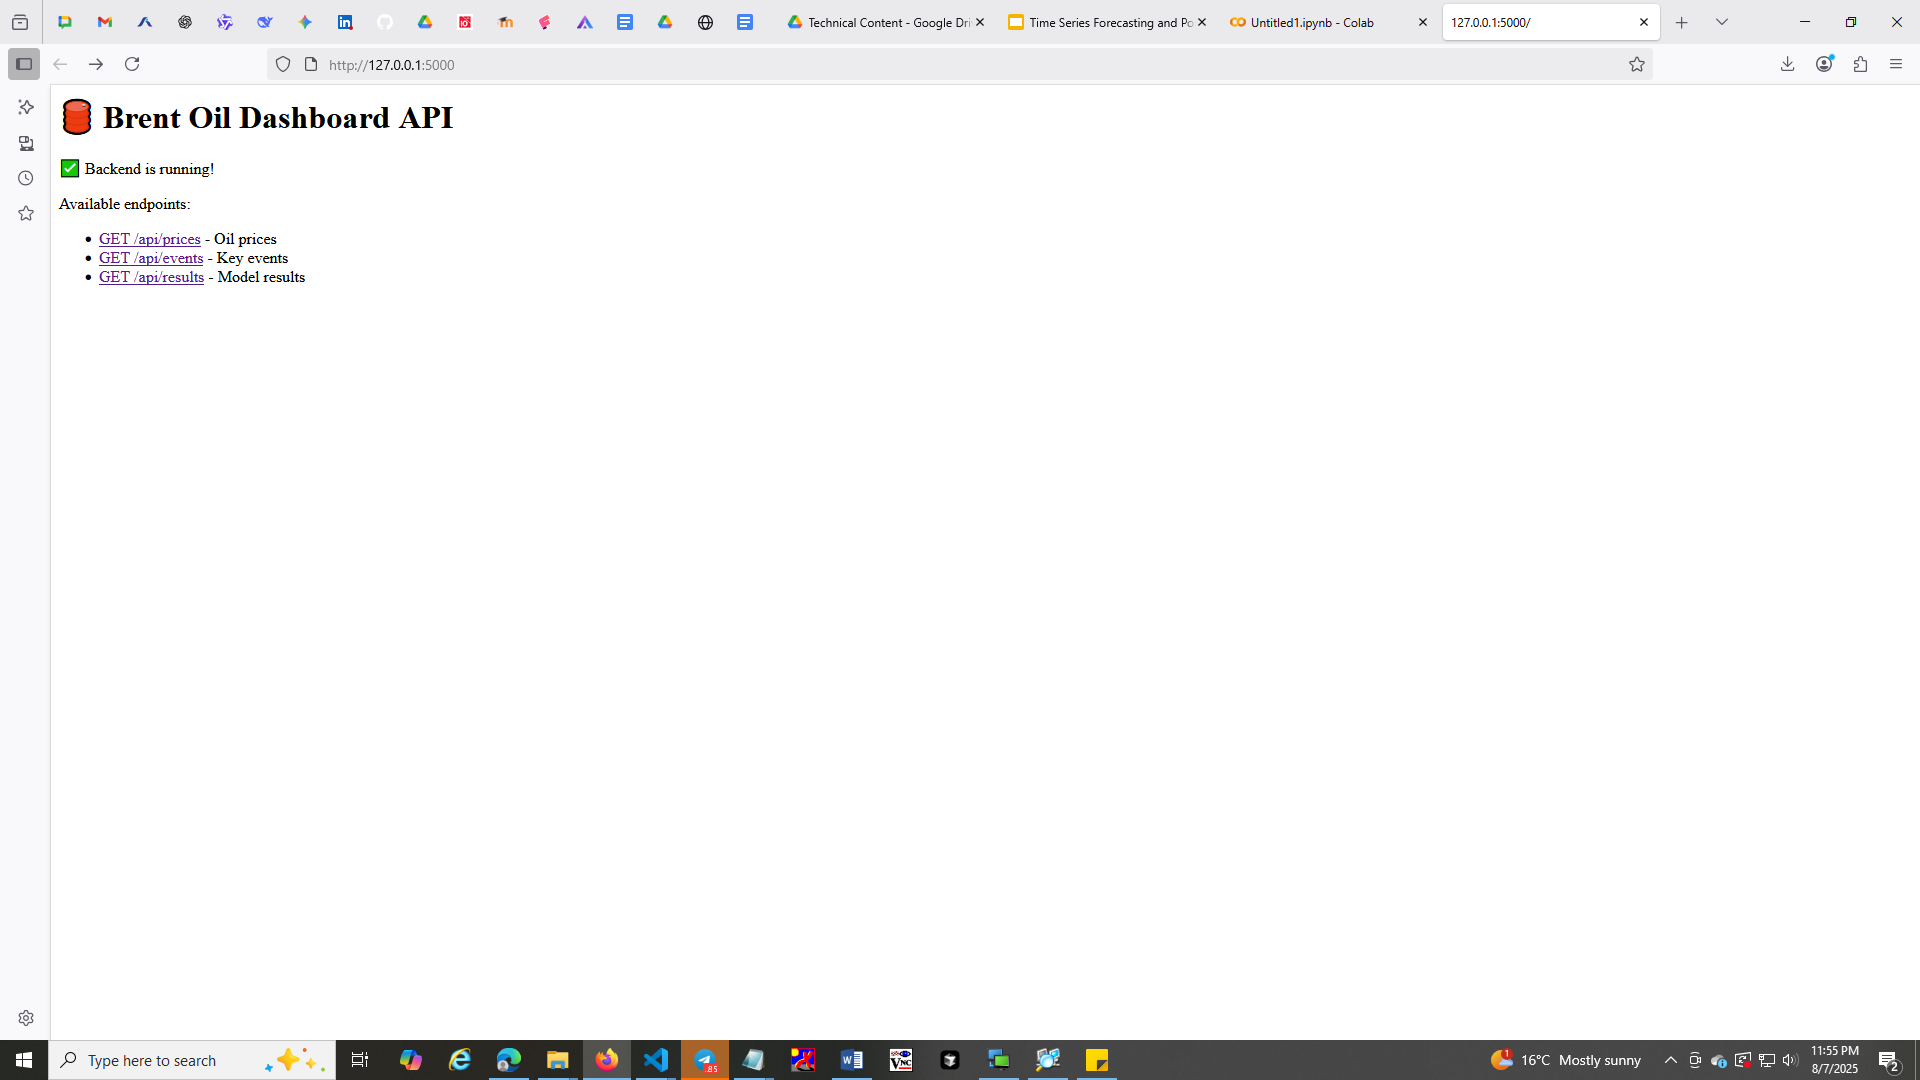 Technical Content - Google Dri
Time Series Forecasting and Po
Untitled1.ipynb - Colab
127.0.0.1:5000/
http://127.0.0.1:5000
Brent Oil Dashboard API
Backend is running!
Available endpoints:
GET /api/prices - Oil prices
GET /api/events - Key events
GET /api/results - Model results
Type here to search
.85
VNC
1
16°C Mostly sunny
11:55 PM
8/7/2025
2